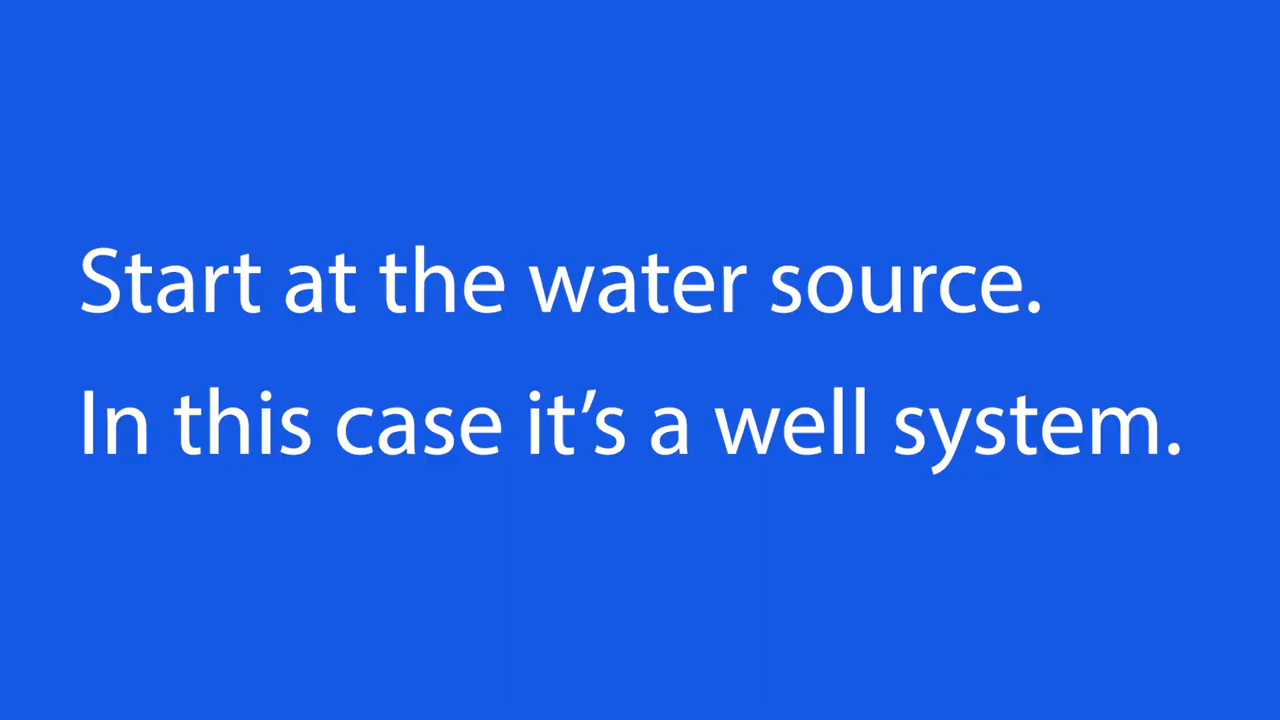 Start at the water source.
In this case it’s a well system.